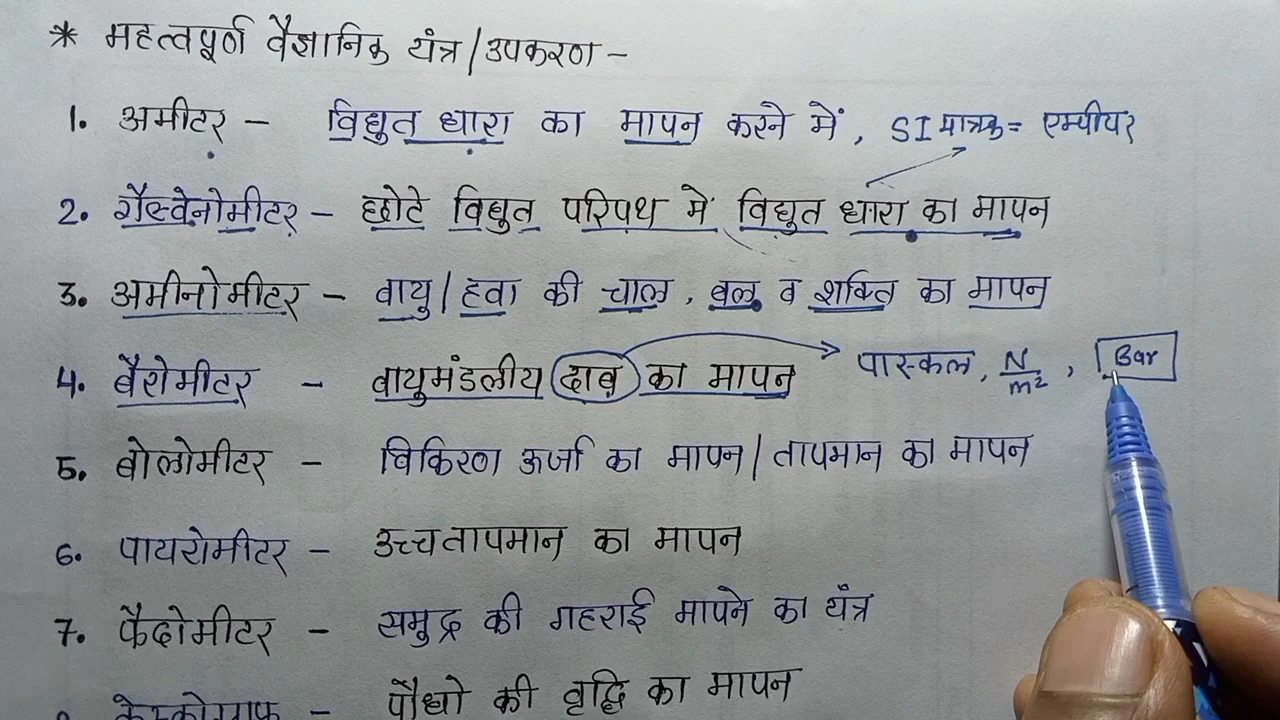 * महत्वपूर्ण वैज्ञानिक यंत्र/उपकरण –
1. अमीटर – विद्युत धारा का मापन करने में, SI मात्रक = एम्पीयर
2. गैल्वेनोमीटर – छोटे विद्युत परिपथ में विद्युत धारा का मापन
3. अमीनोमीटर – वायु/हवा की चाल, बल व शक्ति का मापन
4. बैरोमीटर – वायुमंडलीय दाब का मापन → पास्कल, N/m², Bar
5. बोलोमीटर – विकिरण ऊर्जा का मापन/तापमान का मापन
6. पायरोमीटर – उच्चतापमान का मापन
7. फैदोमीटर – समुद्र की गहराई मापने का यंत्र
8. केस्कोग्राफ – पौधो की वृद्धि का मापन